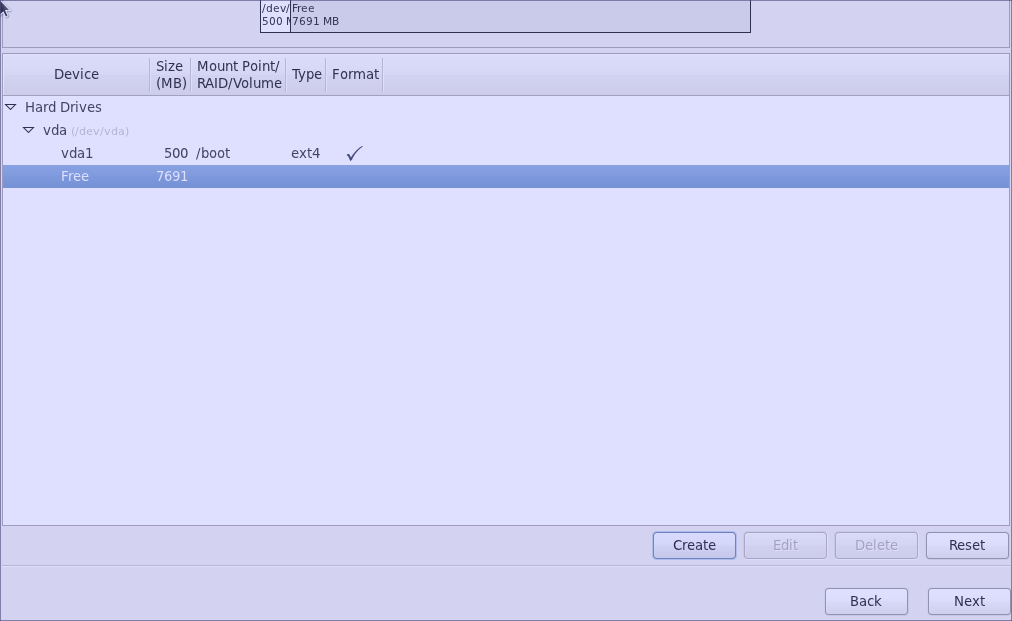 /dev/ Free
500 M 7691 MB
Device Size (MB) Mount Point/ RAID/Volume Type Format
Hard Drives
vda (/dev/vda)
vda1 500 /boot ext4
Free 7691
Create Edit Delete Reset
Back Next